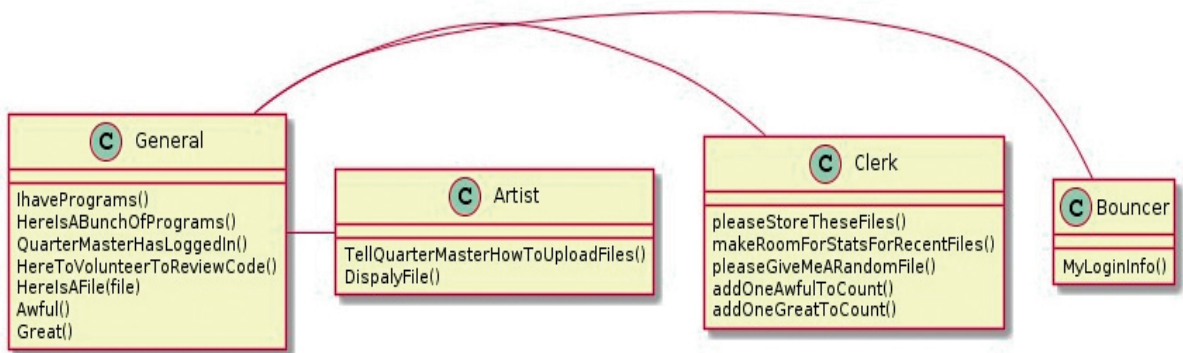 C General
IhavePrograms()
HereIsABunchOfPrograms()
QuarterMasterHasLoggedIn()
HereToVolunteerToReviewCode()
HereIsAFile(file)
Awful()
Great()
C Artist
TellQuarterMasterHowToUploadFiles()
DispalyFile()
C Clerk
pleaseStoreTheseFiles()
makeRoomForStatsForRecentFiles()
pleaseGiveMeARandomFile()
addOneAwfulToCount()
addOneGreatToCount()
C Bouncer
MyLoginInfo()